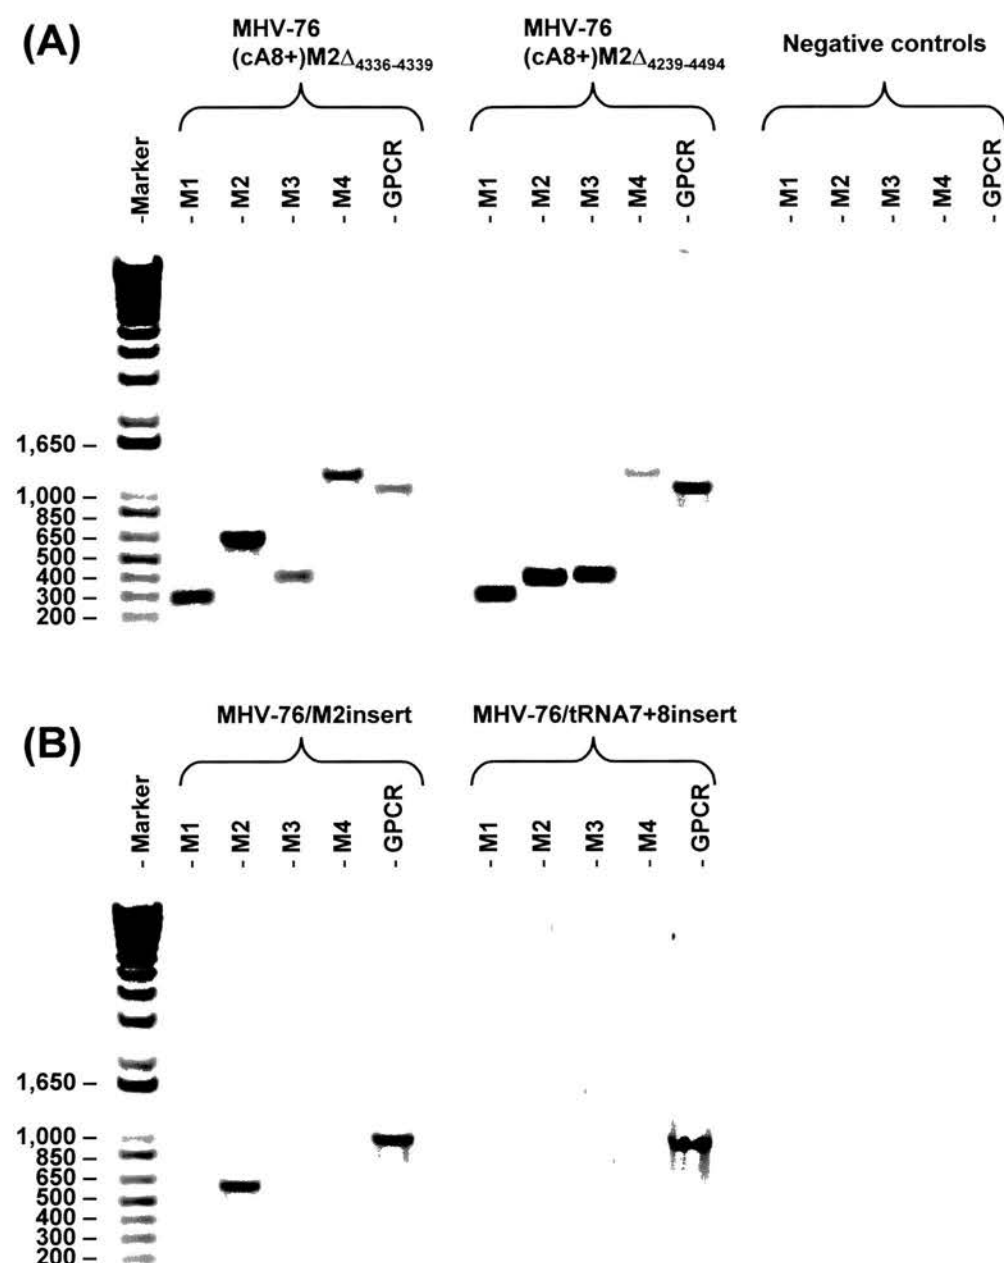 (A)
MHV-76
(cA8+)M2Δ4336-4339
MHV-76
(cA8+)M2Δ4239-4494
Negative controls
-Marker
- M1
- M2
- M3
- M4
- GPCR
- M1
- M2
- M3
- M4
- GPCR
- M1
- M2
- M3
- M4
- GPCR
1,650 –
1,000 –
850 –
650 –
500 –
400 –
300 –
200 –
(B)
MHV-76/M2insert
MHV-76/tRNA7+8insert
- Marker
- M1
- M2
- M3
- M4
- GPCR
- M1
- M2
- M3
- M4
- GPCR
1,650 –
1,000 –
850 –
650 –
500 –
400 –
300 –
200 –